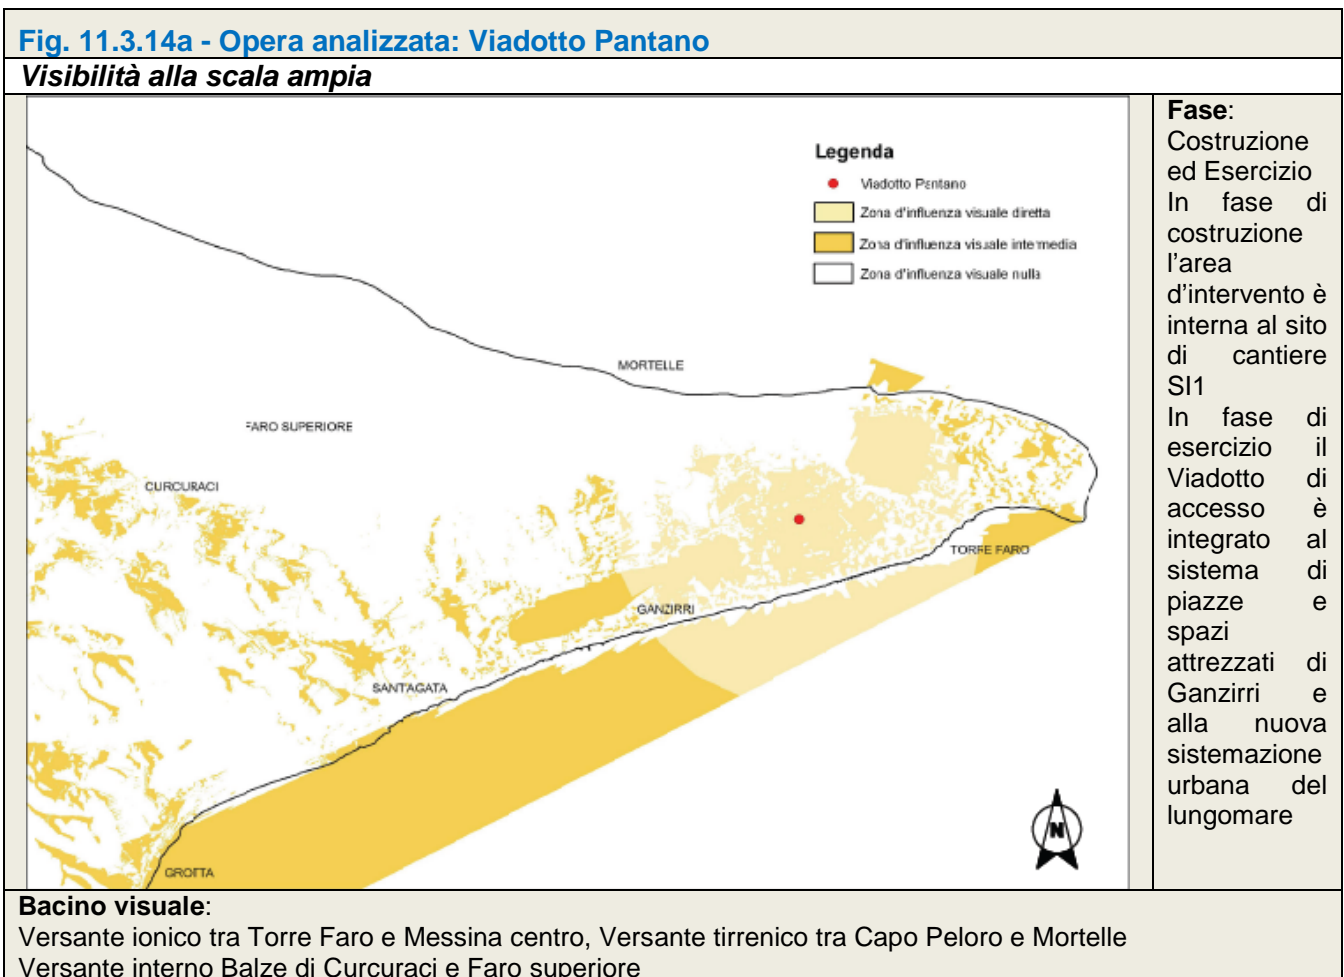 Fig. 11.3.14a - Opera analizzata: Viadotto Pantano
Visibilità alla scala ampia
Legenda
Viadotto Pantano
Zona d'influenza visuale diretta
Zona d'influenza visuale intermedia
Zona d'influenza visuale nulla
MORTELLE
FARO SUPERIORE
CURCURACI
TORRE FARO
GANZIRRI
SANT'AGATA
GROTTA
N
Fase:
Costruzione
ed Esercizio
In fase di
costruzione
l'area
d'intervento è
interna al sito
di cantiere
SI1
In fase di
esercizio il
Viadotto di
accesso è
integrato al
sistema di
piazze e
spazi
attrezzati di
Ganzirri e
alla nuova
sistemazione
urbana del
lungomare
Bacino visuale:
Versante ionico tra Torre Faro e Messina centro, Versante tirrenico tra Capo Peloro e Mortelle
Versante interno Balze di Curcuraci e Faro superiore